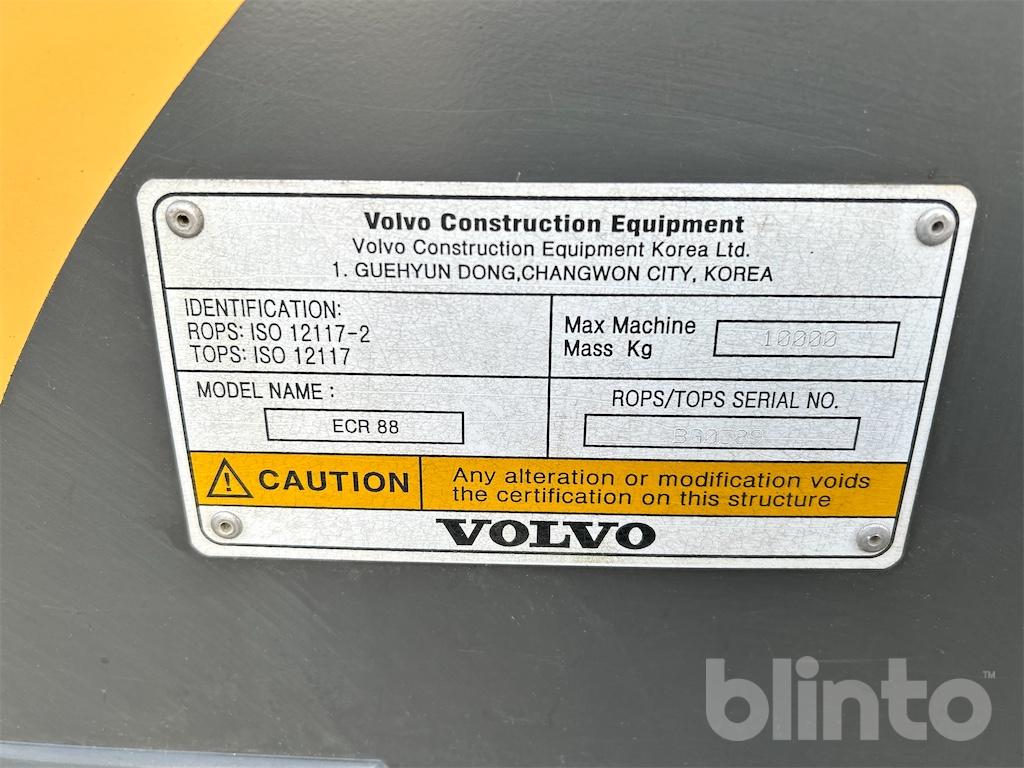 Volvo Construction Equipment
Volvo Construction Equipment Korea Ltd.
1. GUEHYUN DONG,CHANGWON CITY, KOREA
IDENTIFICATION:
ROPS: ISO 12117-2
TOPS: ISO 12117
Max Machine
Mass Kg
10000
MODEL NAME :
ECR 88
ROPS/TOPS SERIAL NO.
CAUTION
Any alteration or modification voids
the certification on this structure
VOLVO
blinto™